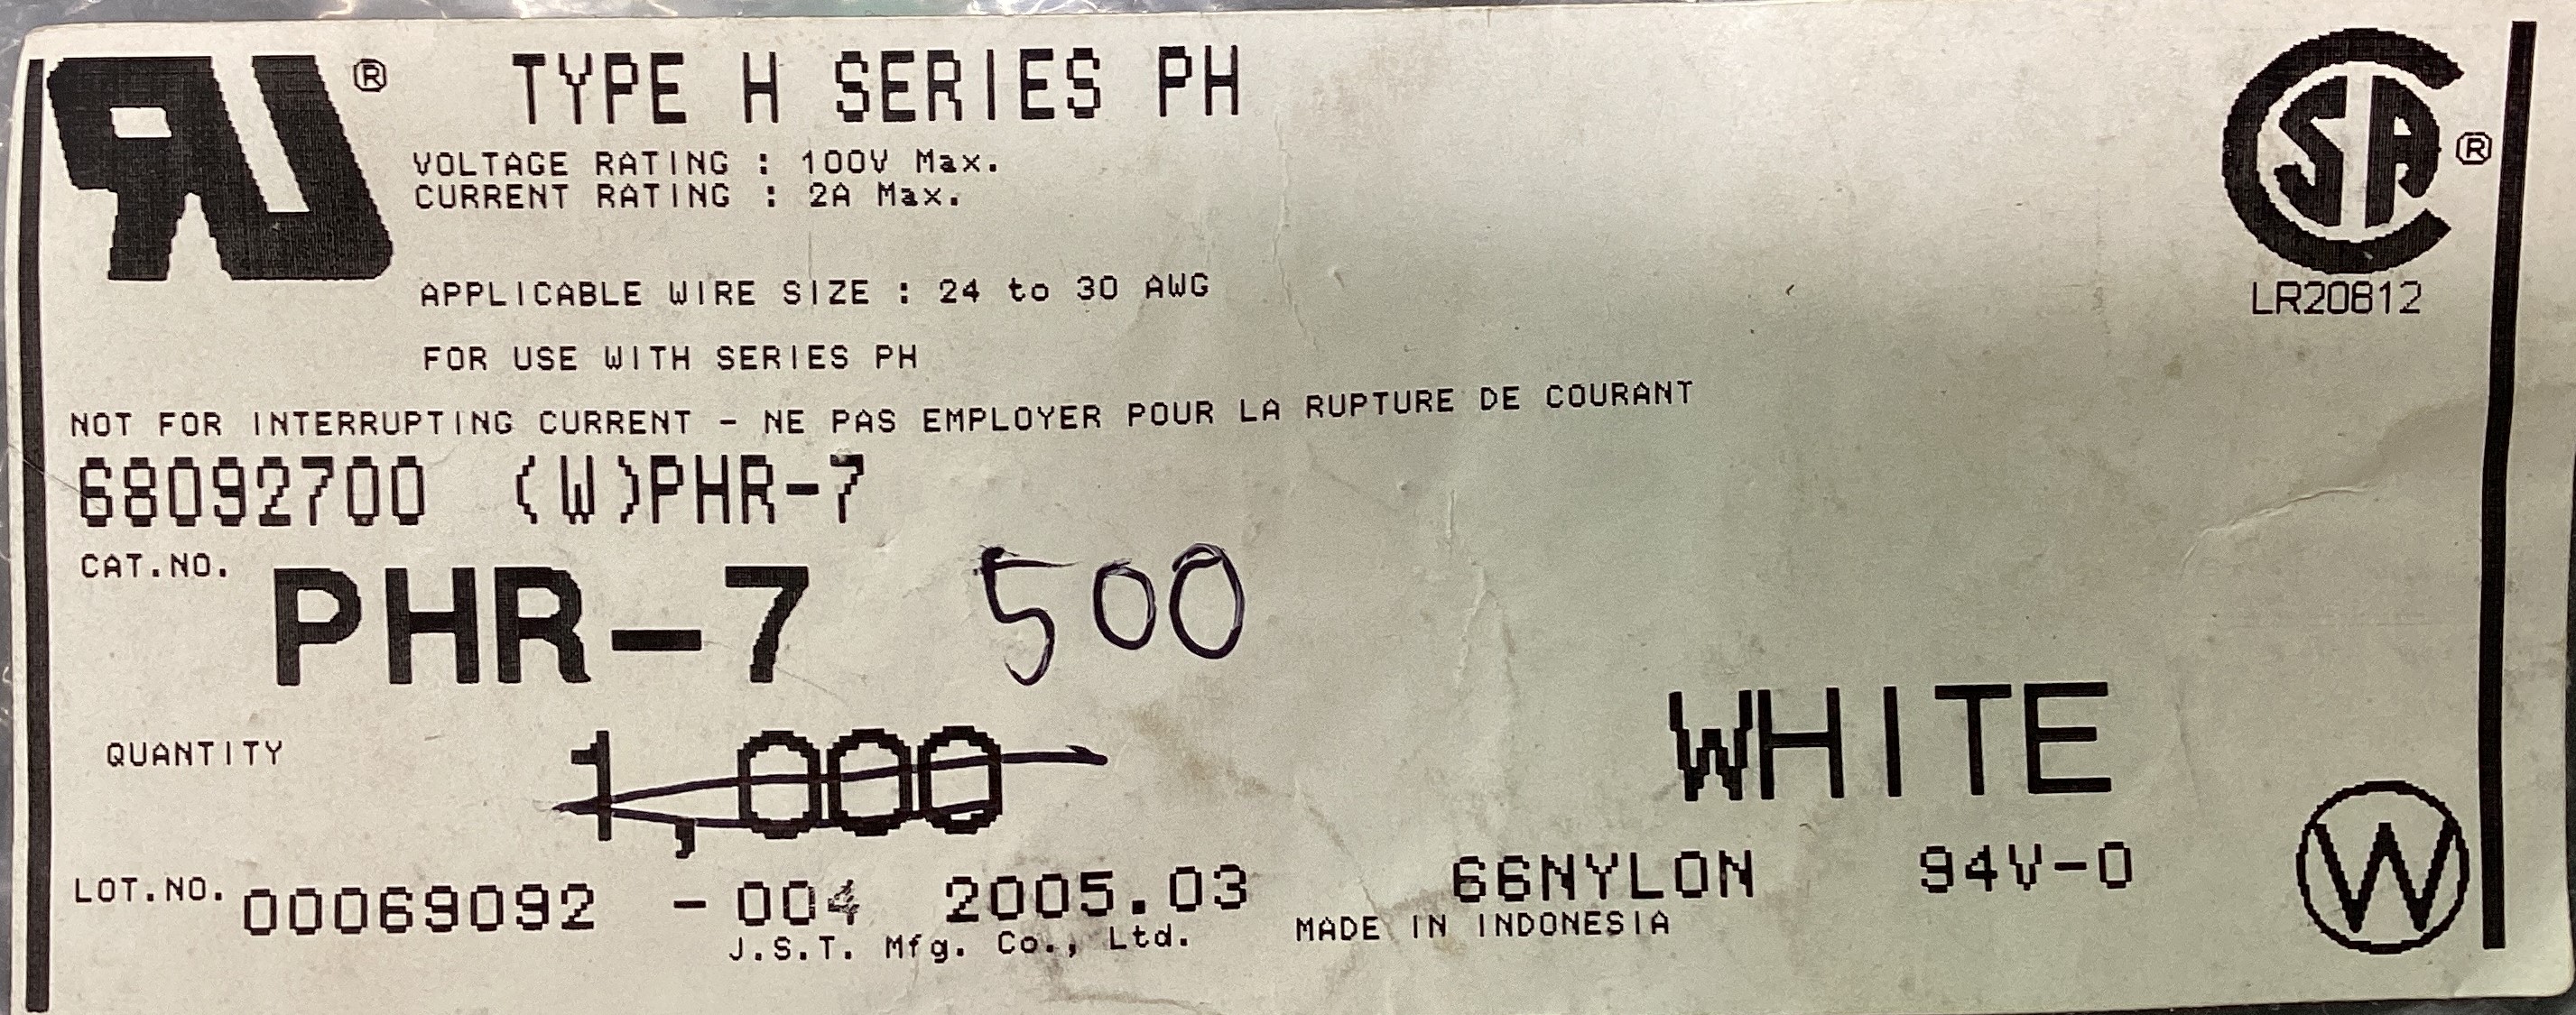 ®
TYPE H SERIES PH
VOLTAGE RATING : 100V Max.
CURRENT RATING : 2A Max.
APPLICABLE WIRE SIZE : 24 to 30 AWG
FOR USE WITH SERIES PH
NOT FOR INTERRUPTING CURRENT - NE PAS EMPLOYER POUR LA RUPTURE DE COURANT
CSA ®
LR20812
68092700 (W)PHR-7
CAT.NO. PHR-7 500
QUANTITY 1,000
WHITE
LOT.NO. 00069092 -004 2005.03
66NYLON 94V-0
J.S.T. Mfg. Co., Ltd.
MADE IN INDONESIA
W